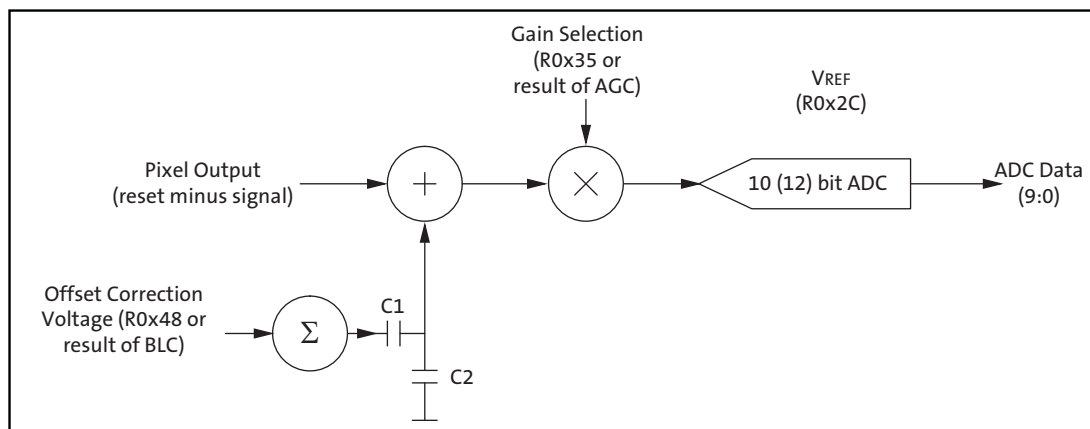 Gain Selection
(R0x35 or
result of AGC)
VREF
(R0x2C)
Pixel Output
(reset minus signal)
+
×
10 (12) bit ADC
ADC Data
(9:0)
Offset Correction
Voltage (R0x48 or
result of BLC)
Σ
C1
C2